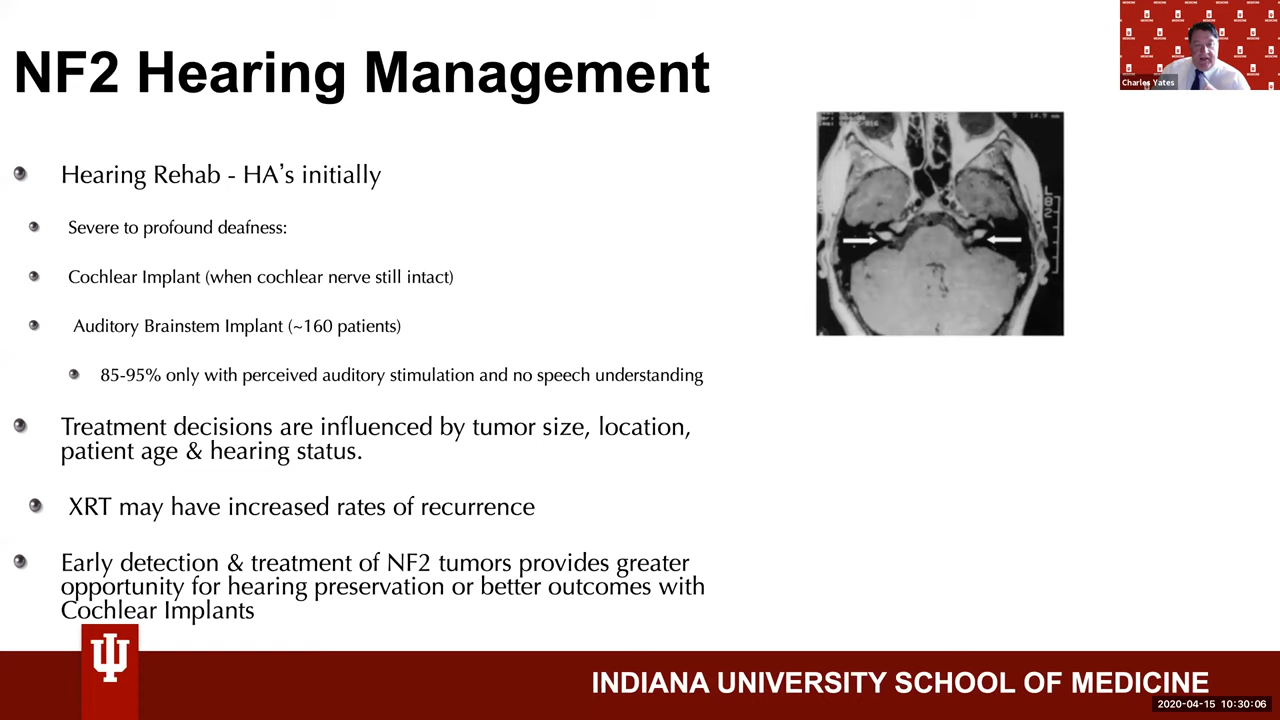 NF2 Hearing Management
Charles Yates
Hearing Rehab - HA's initially
Severe to profound deafness:
Cochlear Implant (when cochlear nerve still intact)
Auditory Brainstem Implant (~160 patients)
85-95% only with perceived auditory stimulation and no speech understanding
Treatment decisions are influenced by tumor size, location,
patient age & hearing status.
XRT may have increased rates of recurrence
Early detection & treatment of NF2 tumors provides greater
opportunity for hearing preservation or better outcomes with
Cochlear Implants
INDIANA UNIVERSITY SCHOOL OF MEDICINE
2020-04-15 10:30:06